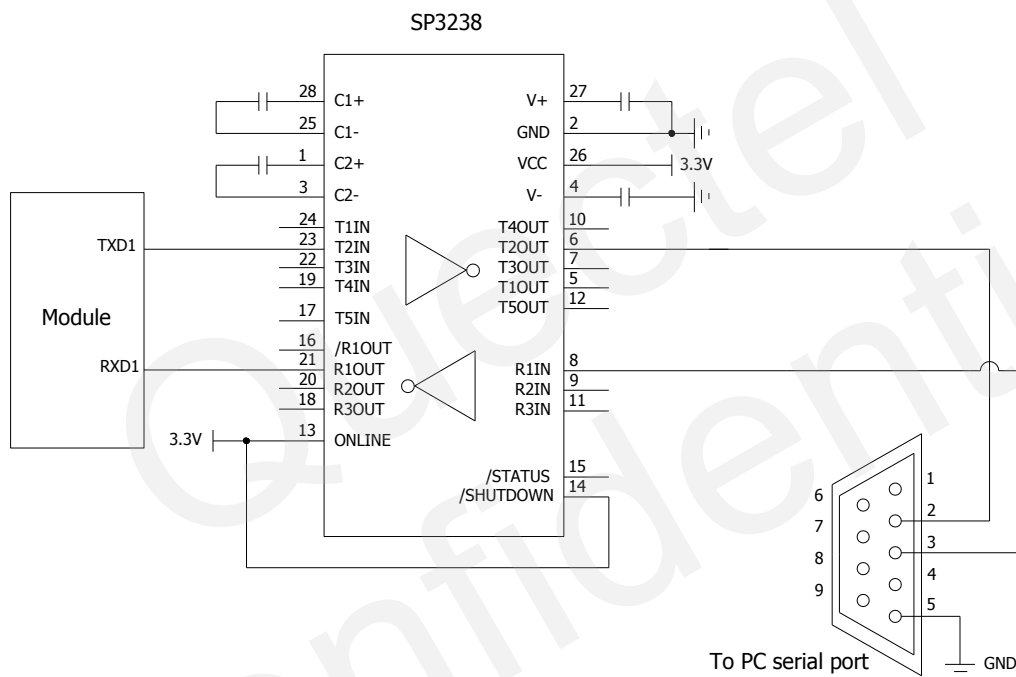 SP3238
28 C1+ V+ 27
25 C1- GND 2
1 C2+ VCC 26 3.3V
3 C2- V- 4
24 T1IN T4OUT 10
TXD1 23 T2IN T2OUT 6
22 T3IN T3OUT 7
19 T4IN T1OUT 5
17 T5IN T5OUT 12
Module
16 /R1OUT
RXD1 21 R1OUT R1IN 8
20 R2OUT R2IN 9
18 R3OUT R3IN 11
3.3V 13 ONLINE
/STATUS 15
/SHUTDOWN 14
6 1
7 2
8 3
9 4
5
To PC serial port GND
Quectel
Confidenti